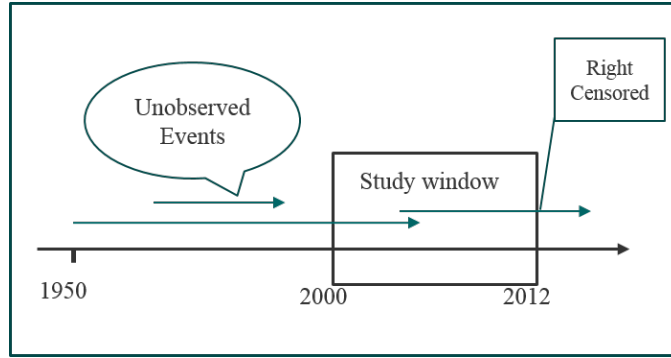 Right
Censored
Unobserved
Events
Study window
1950
2000
2012